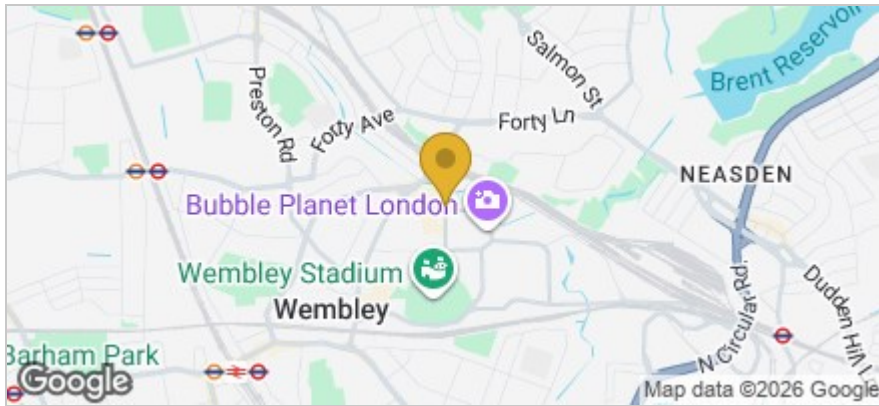 Salmon St
Brent Reservoir
Preston Rd
Forty Ave
Forty Ln
NEASDEN
Bubble Planet London
Wembley Stadium
Wembley
N Circular Rd
Dudden Hill L
Barham Park
Google
Map data ©2026 Google